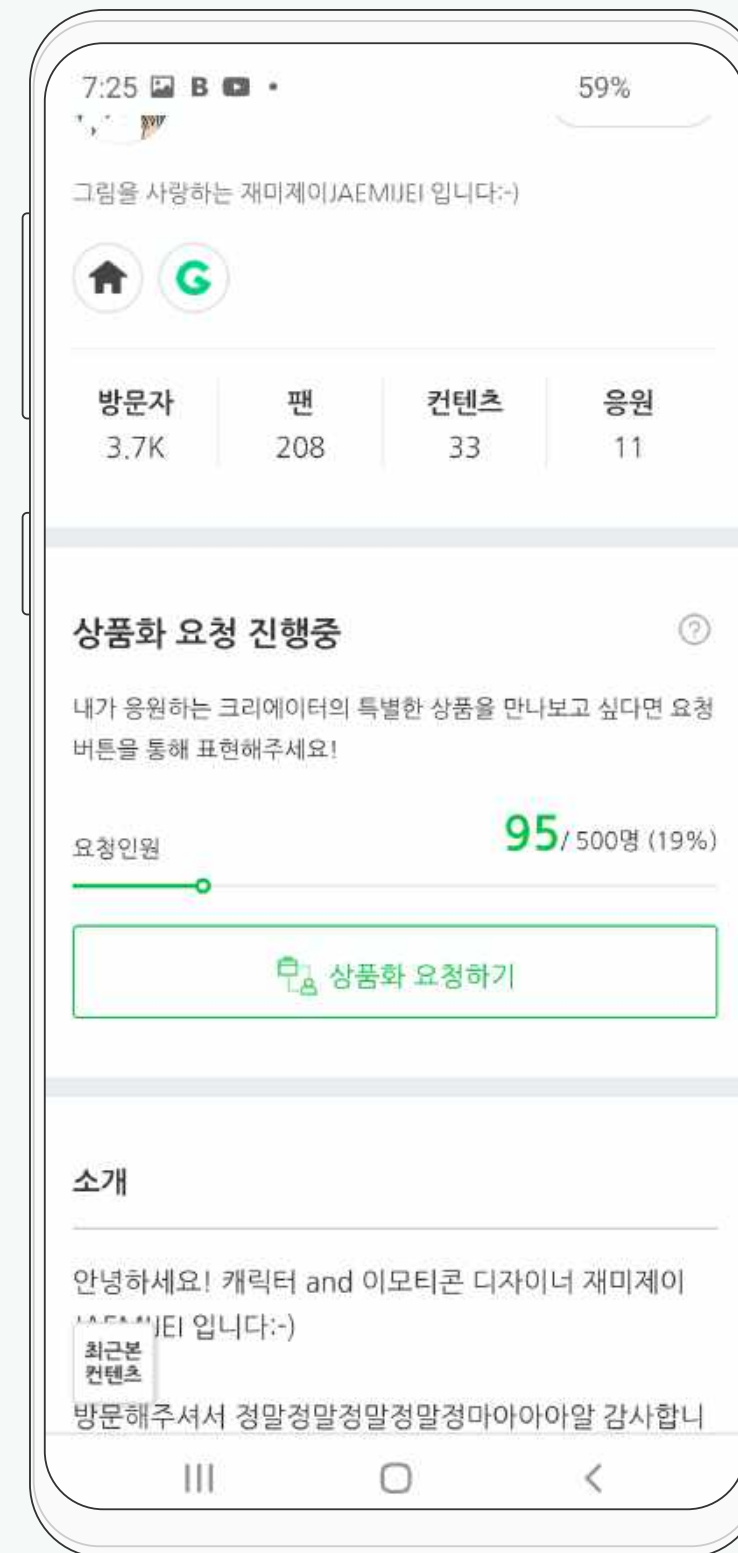 7:25 B 59%
그림을 사랑하는 재미제이JAEMIJEI 입니다:-)
G
방문자 팬 컨텐츠 응원
3.7K 208 33 11
상품화 요청 진행중 ?
내가 응원하는 크리에이터의 특별한 상품을 만나보고 싶다면 요청
버튼을 통해 표현해주세요!
요청인원 95/ 500명 (19%)
상품화 요청하기
소개
안녕하세요! 캐릭터 and 이모티콘 디자이너 재미제이
JEI 입니다:-)
최근본
컨텐츠
방문해주셔서 정말정말정말정말정마아아아알 감사합니